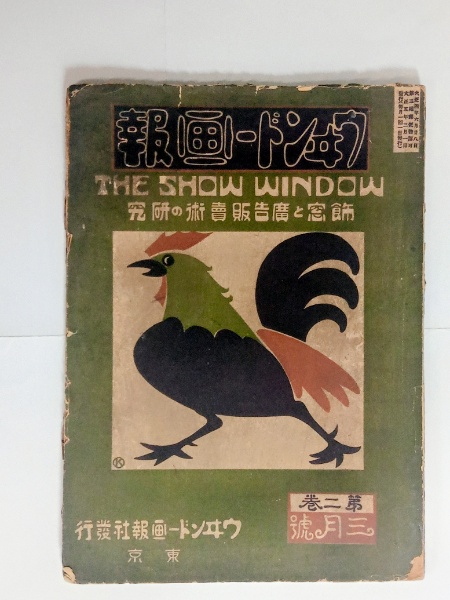 ウヰンドー画報
THE SHOW WINDOW
飾窓と廣告販賣術の研究
K
第二巻
三月號
ウヰンドー画報社發行
東京